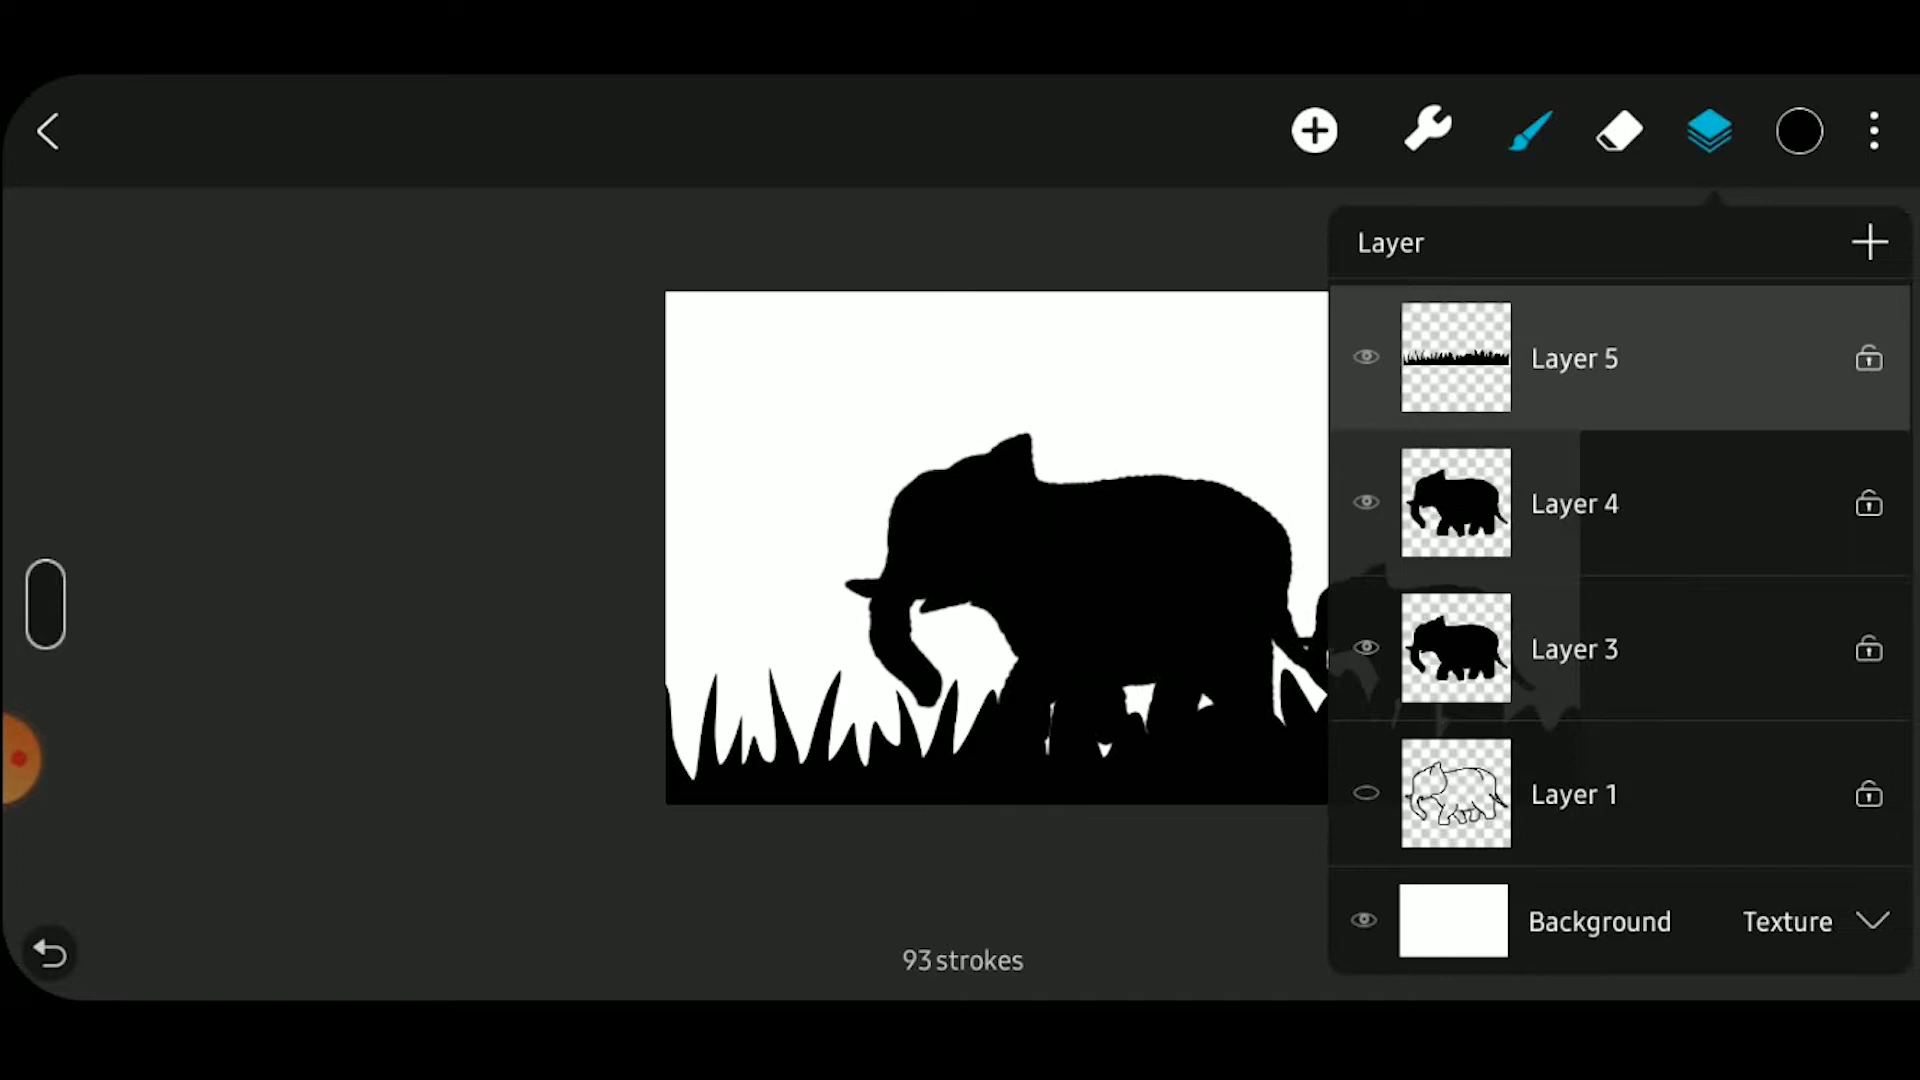 Layer
Layer 5
Layer 4
Layer 3
Layer 1
Background Texture
93 strokes